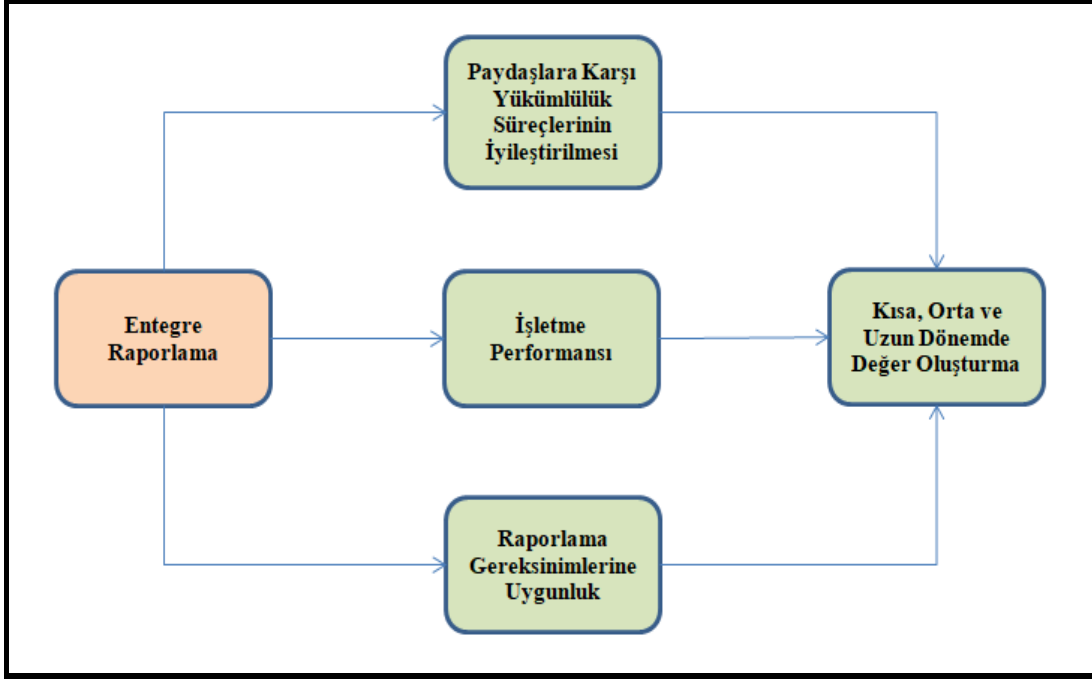 Paydaşlara Karşı
Yükümlülük
Süreçlerinin
İyileştirilmesi
Entegre
Raporlama
İşletme
Performansı
Kısa, Orta ve
Uzun Dönemde
Değer Oluşturma
Raporlama
Gereksinimlerine
Uygunluk